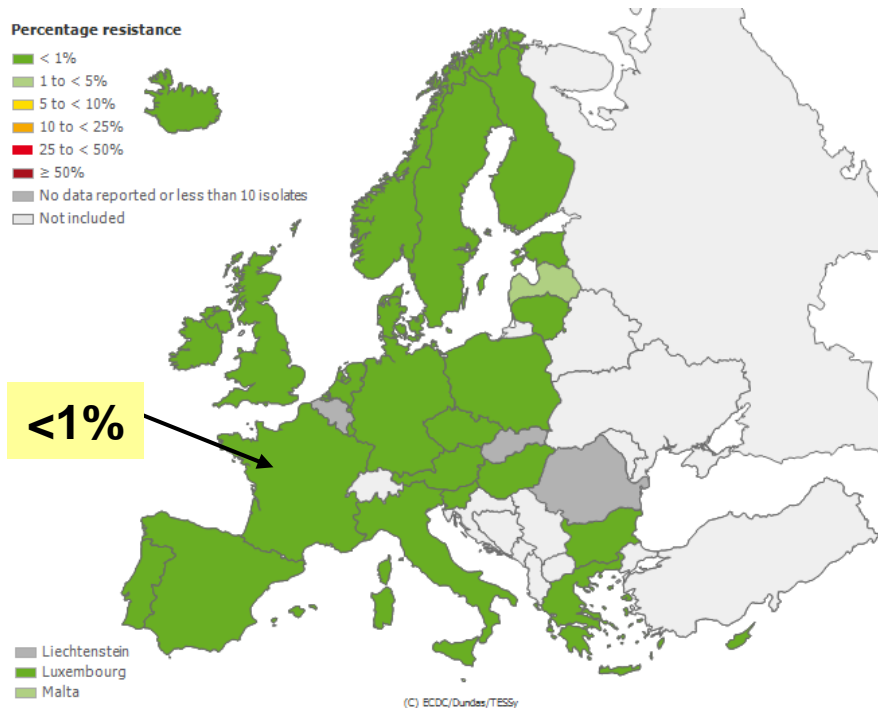 Percentage resistance
< 1%
1 to < 5%
5 to < 10%
10 to < 25%
25 to < 50%
≥ 50%
No data reported or less than 10 isolates
Not included
<1%
Liechtenstein
Luxembourg
Malta
(C) ECDC/Dundas/TESSy